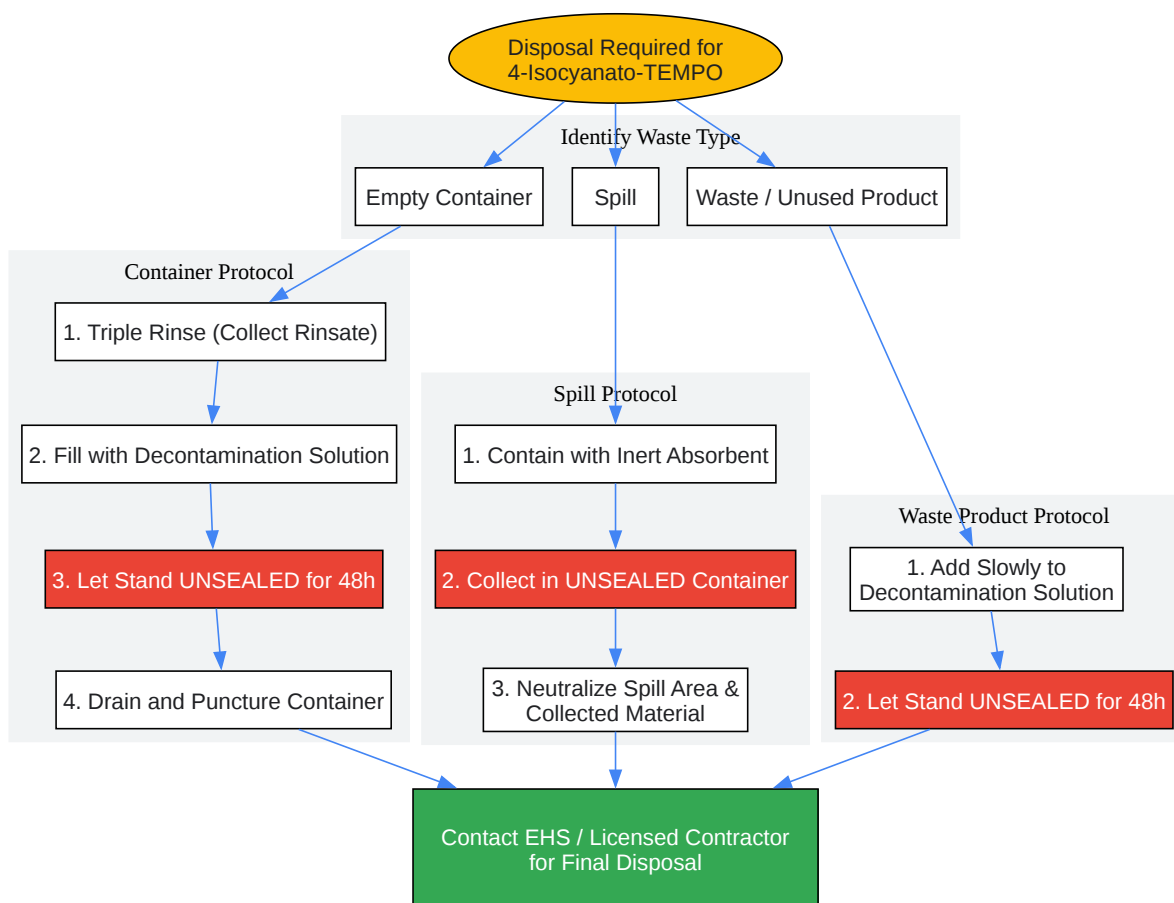 Disposal Required for
4-Isocyanato-TEMPO
Identify Waste Type
Empty Container
Spill
Waste / Unused Product
Container Protocol
1. Triple Rinse (Collect Rinsate)
2. Fill with Decontamination Solution
3. Let Stand UNSEALED for 48h
4. Drain and Puncture Container
Spill Protocol
1. Contain with Inert Absorbent
2. Collect in UNSEALED Container
3. Neutralize Spill Area &
Collected Material
Waste Product Protocol
1. Add Slowly to
Decontamination Solution
2. Let Stand UNSEALED for 48h
Contact EHS / Licensed Contractor
for Final Disposal